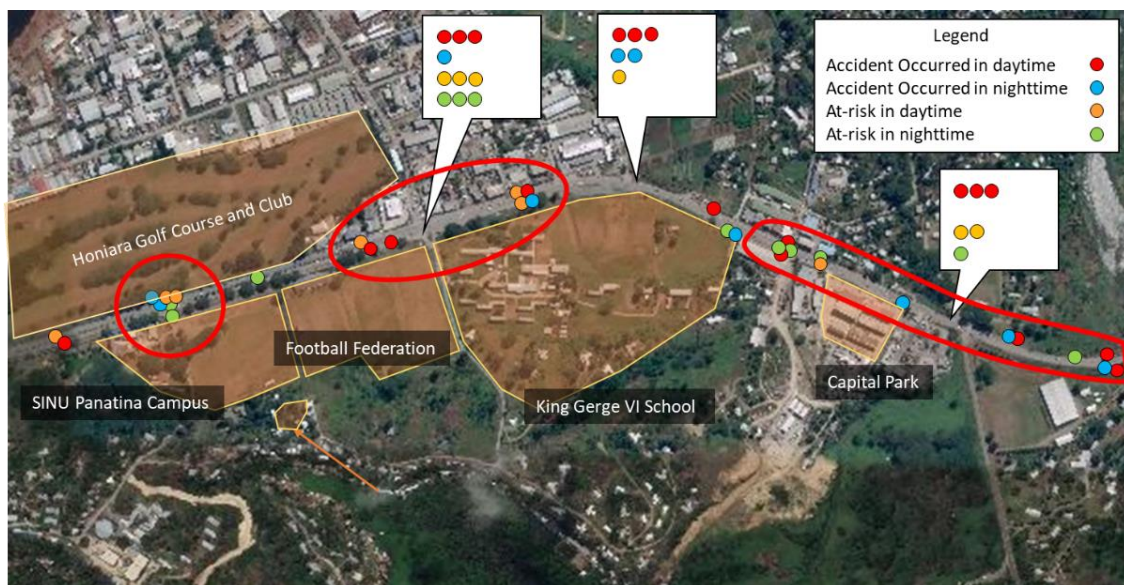 Legend
Accident Occurred in daytime
Accident Occurred in nighttime
At-risk in daytime
At-risk in nighttime
Honiara Golf Course and Club
Football Federation
SINU Panatina Campus
King Gerge VI School
Capital Park